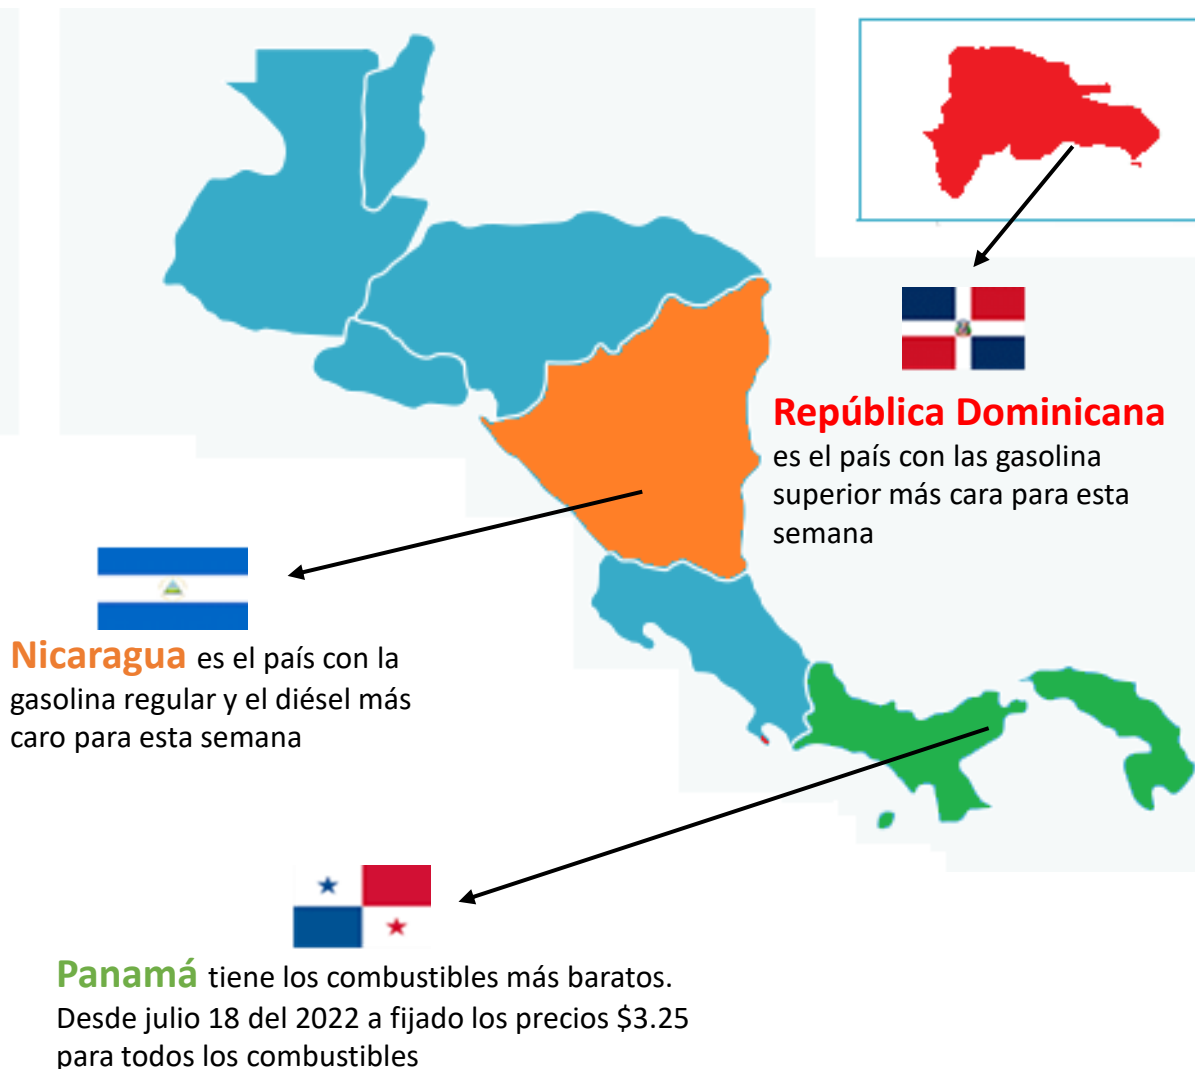 República Dominicana
es el país con las gasolina
superior más cara para esta
semana
Nicaragua es el país con la
gasolina regular y el diésel más
caro para esta semana
Panamá tiene los combustibles más baratos.
Desde julio 18 del 2022 a fijado los precios $3.25
para todos los combustibles